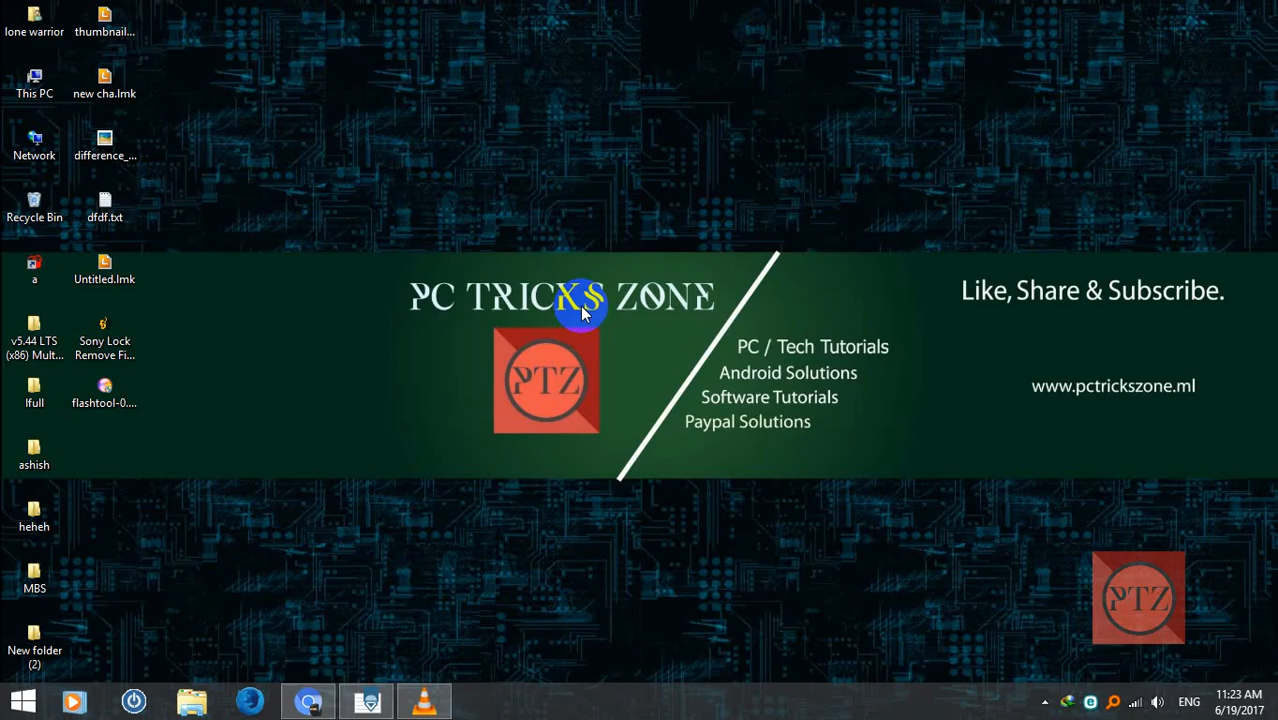 lone warrior
thumbnail...
This PC
new cha.lmk
Network
difference_...
Recycle Bin
dfdf.txt
a
Untitled.lmk
v5.44 LTS
(x86) Mult...
Sony Lock
Remove Fi...
lfull
flashtool-0....
ashish
heheh
MBS
New folder
(2)
PC TRICKS ZONE
PTZ
PC / Tech Tutorials
Android Solutions
Software Tutorials
Paypal Solutions
Like, Share & Subscribe.
www.pctrickszone.ml
PTZ
ENG
11:23 AM
6/19/2017